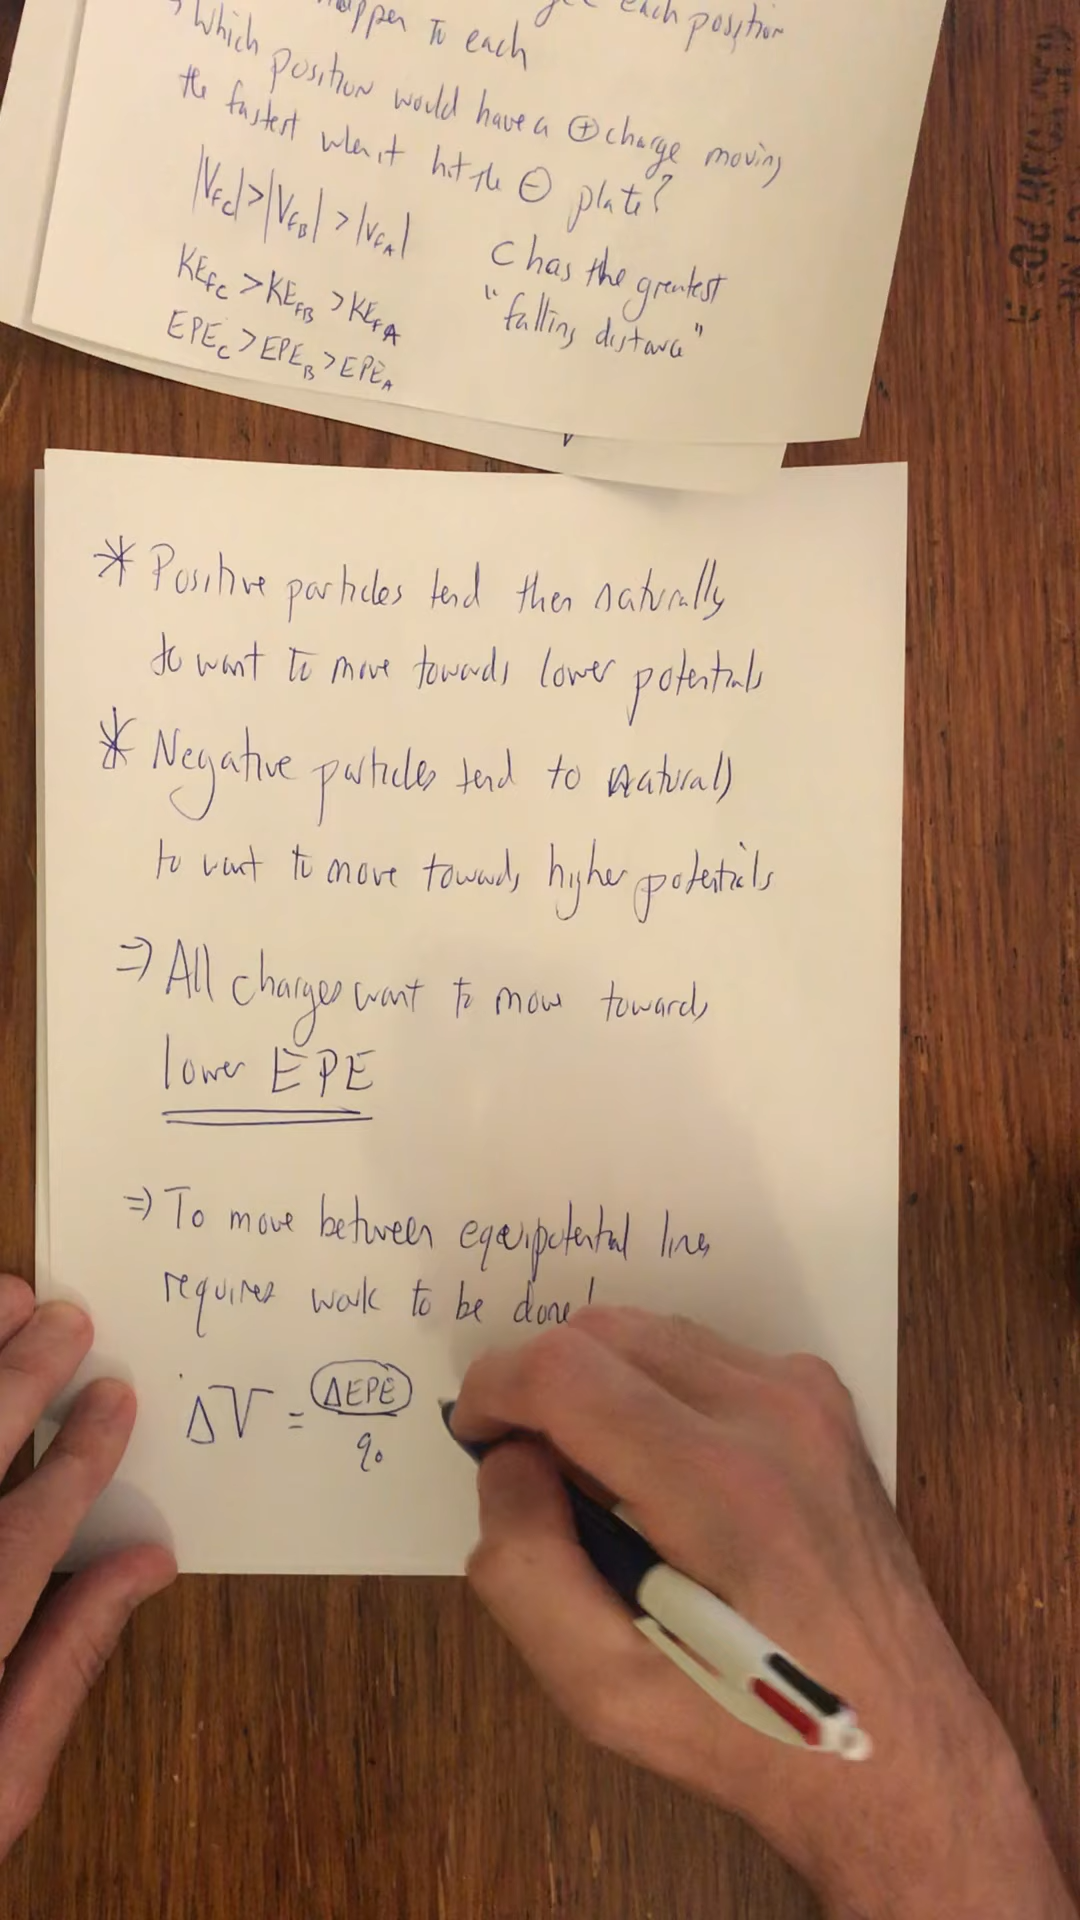 happen to each
each position
Which position would have a ⊕ charge moving
the fastest when it hit the ⊖ plate?
|V_fC| > |V_fB| > |V_fA|
KE_fC > KE_fB > KE_fA
EPE_C > EPE_B > EPE_A
C has the greatest
"falling distance"
* Positive particles tend then naturally
to want to move towards lower potentials
* Negative particles tend to natural)
to want to move towards higher potentials
⇒ All charges want to move towards
lower EPE
⇒ To move between equipotential lines
requires work to be done!
ΔV = ΔEPE / q₀